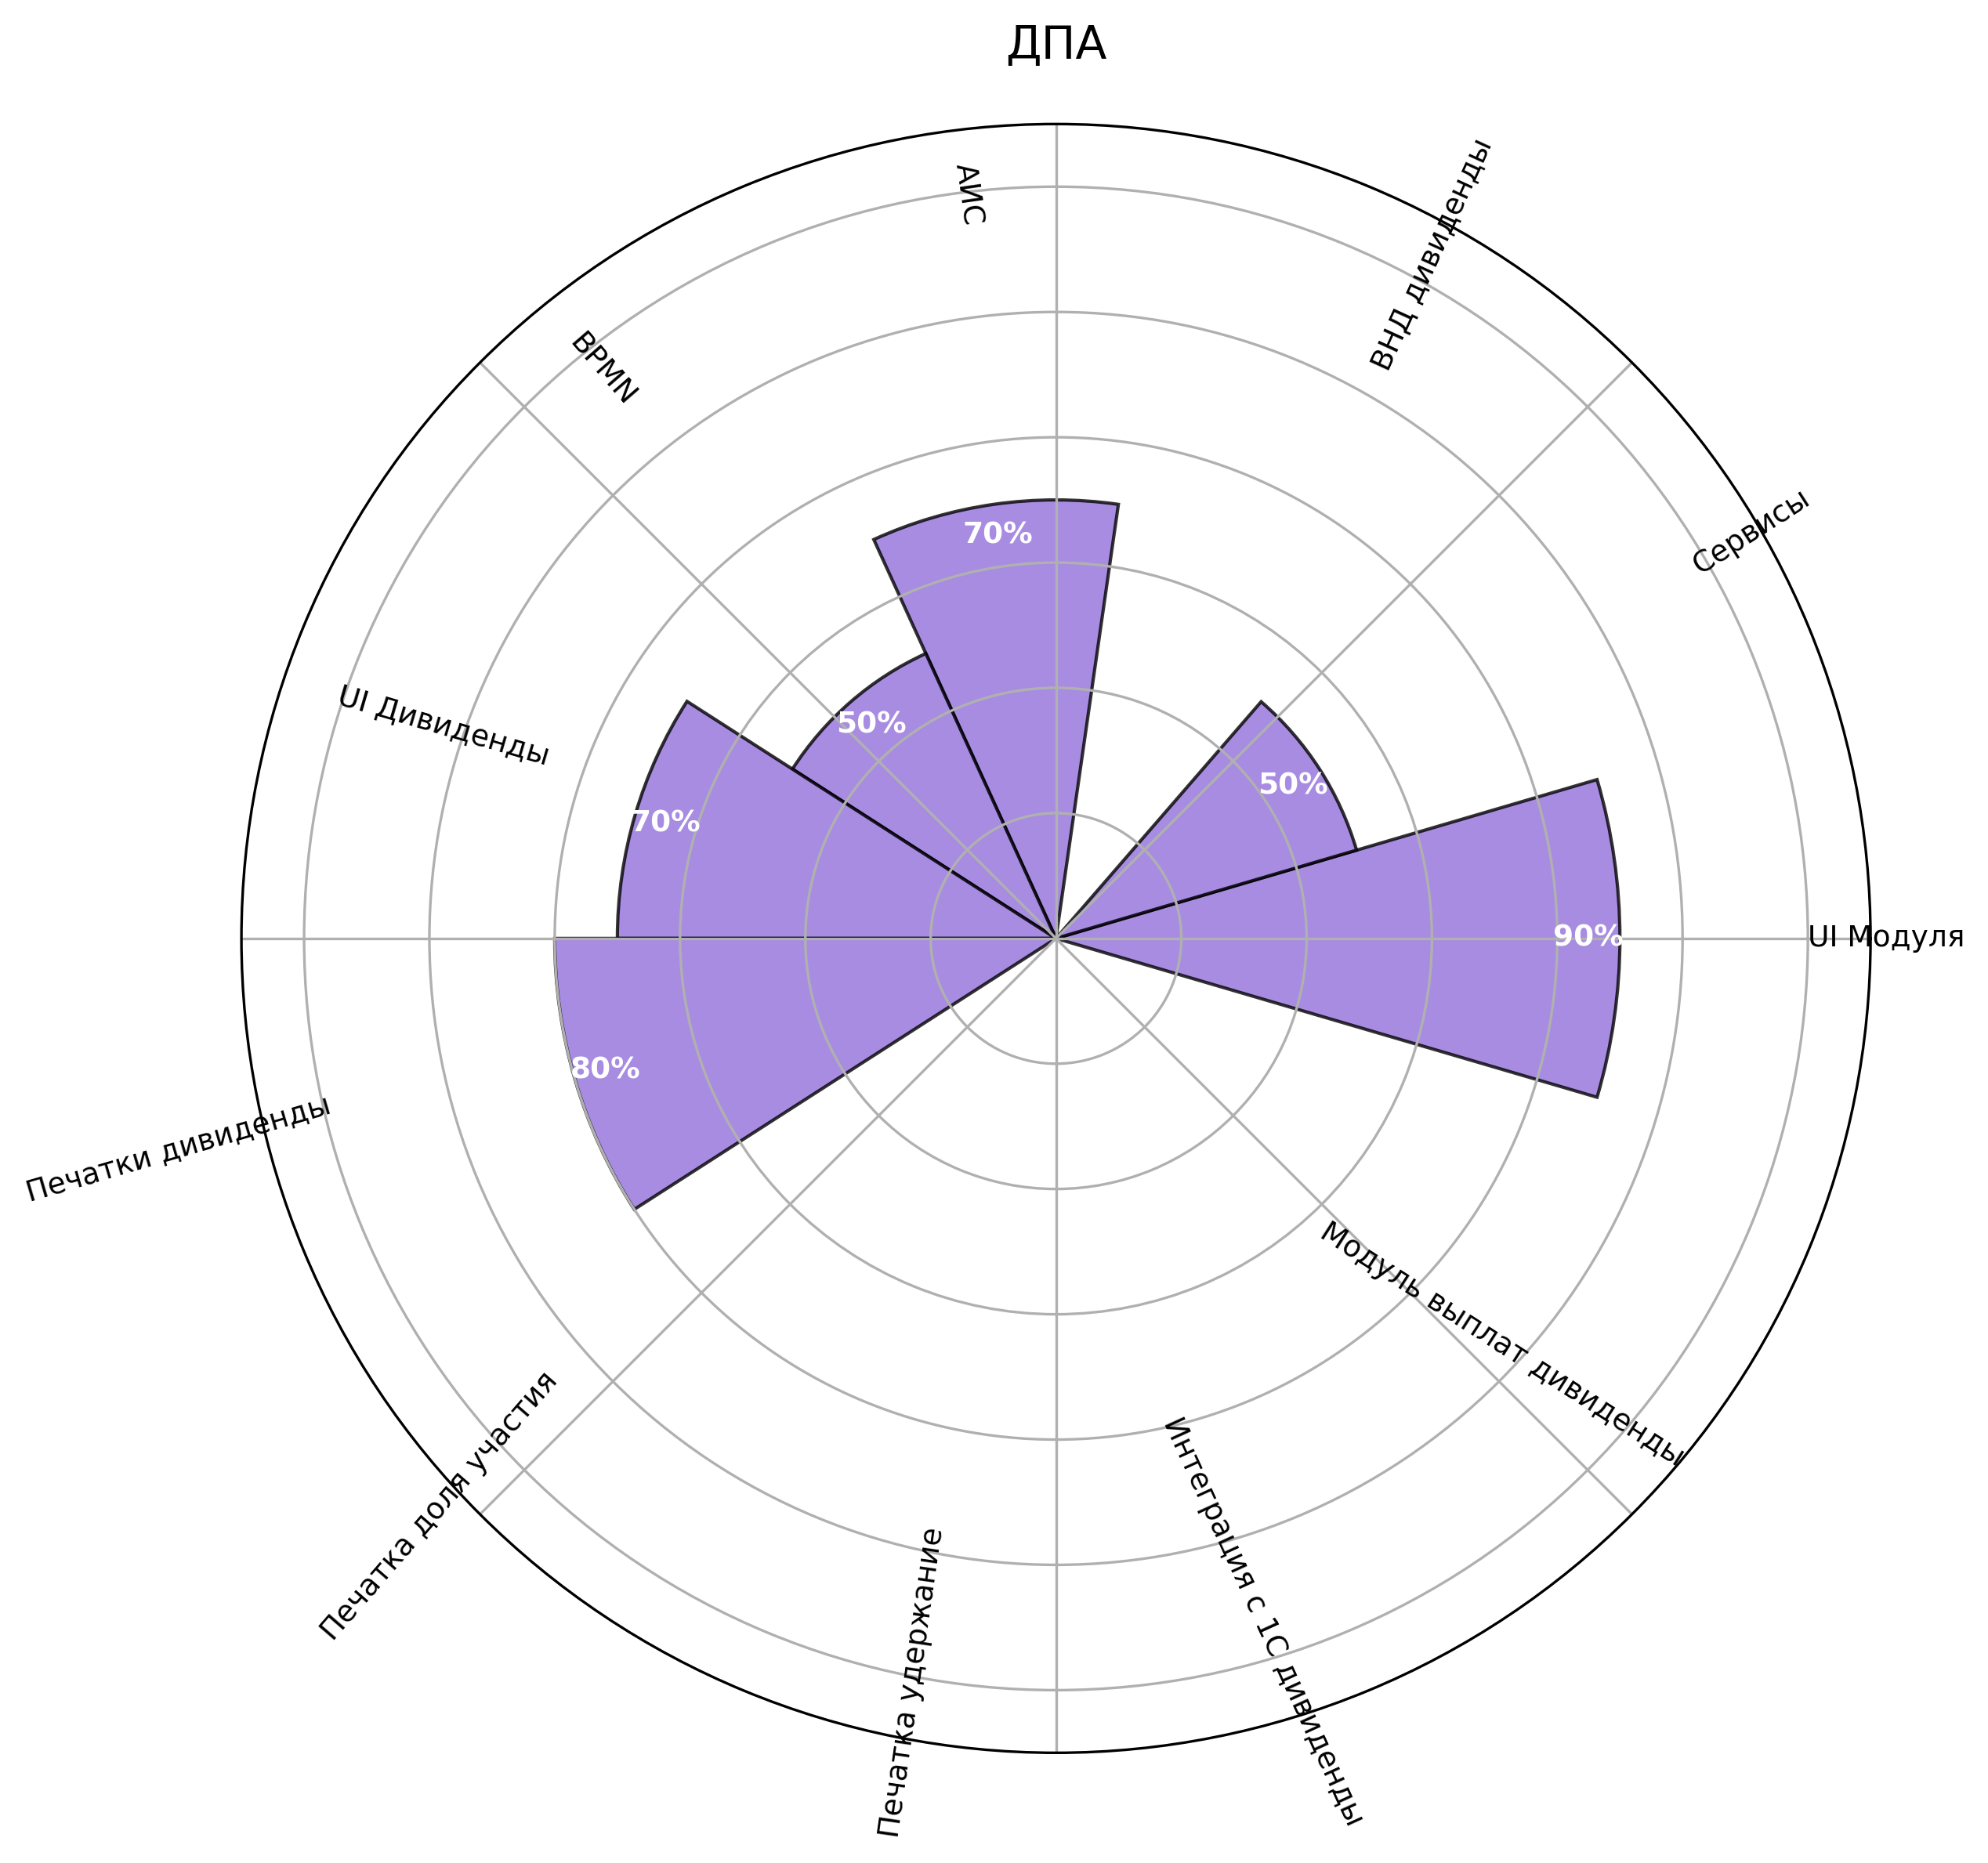 ДПА
АИС
ВНД дивиденды
BPMN
Сервисы
70%
UI Дивиденды
50%
50%
70%
90%
UI Модуля
80%
Печатки дивиденды
Модуль выплат дивиденды
Печатка доля участия
Интеграция с 1С дивиденды
Печатка удержание